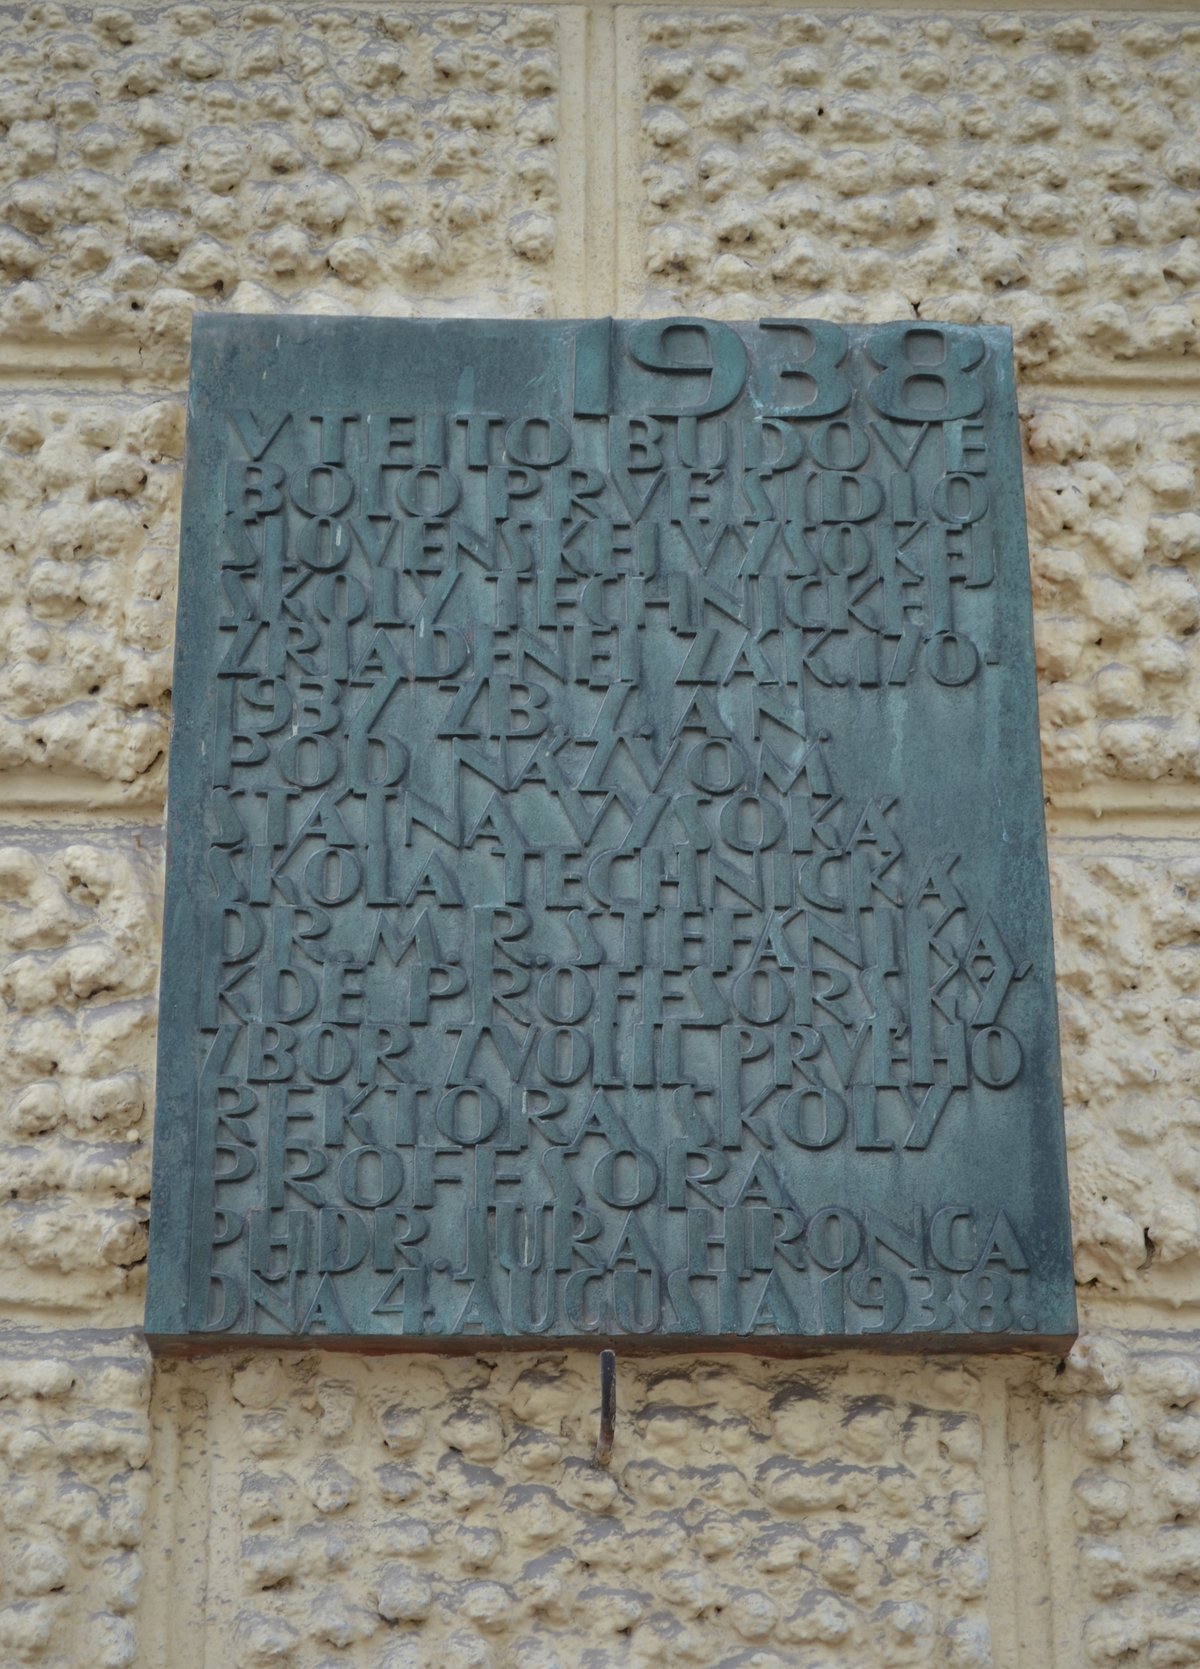 1938
V TEJTO BUDOVE
BOLO PRVÉ SÍDLO
SLOVENSKEJ VYSOKEJ
ŠKOLY TECHNICKEJ
ZRIADENEJ ZÁK. 170
1937 ZB. Z. A N.
POD NÁZVOM
ŠTÁTNA VYSOKÁ
ŠKOLA TECHNICKÁ
DR. M. R. ŠTEFÁNIKA,
KDE PROFESORSKÝ
ZBOR ZVOLIL PRVÉHO
REKTORA ŠKOLY
PROFESORA
PHDR. JURA HRONCA
DŇA 4. AUGUSTA 1938.